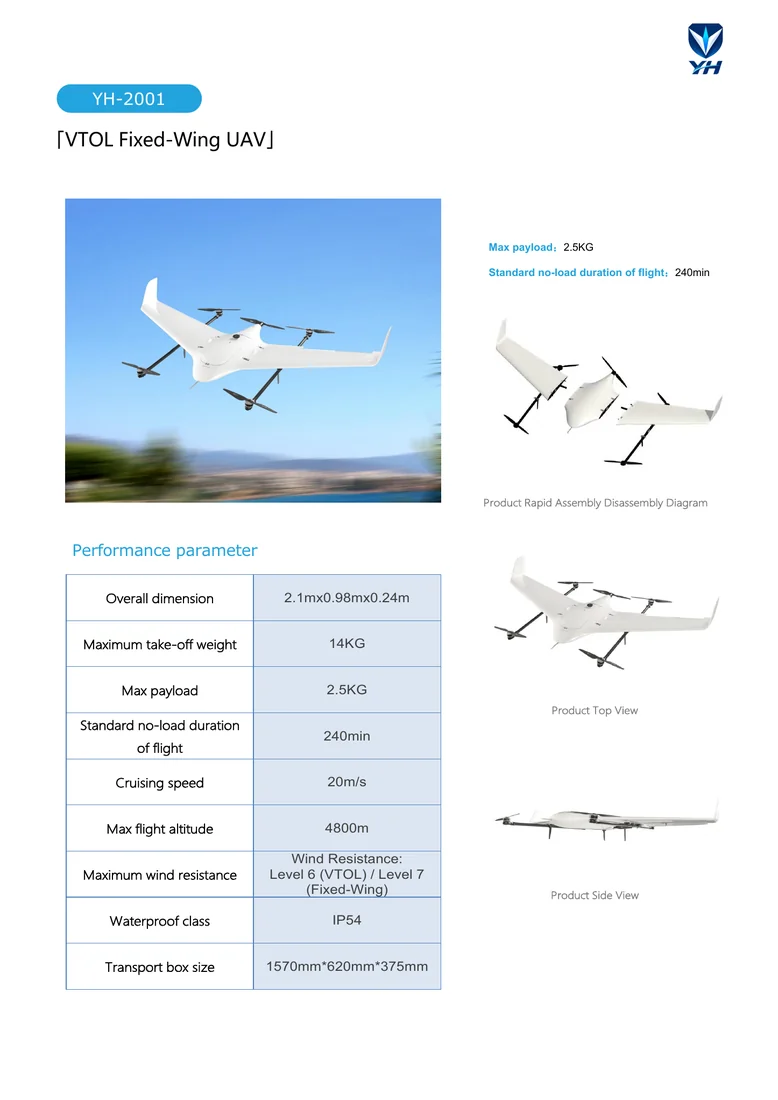 YH
YH-2001
「VTOL Fixed-Wing UAV」
Max payload：2.5KG
Standard no-load duration of flight：240min
Product Rapid Assembly Disassembly Diagram
Performance parameter
Overall dimension 2.1mx0.98mx0.24m
Maximum take-off weight 14KG
Max payload 2.5KG
Standard no-load duration
of flight 240min
Cruising speed 20m/s
Max flight altitude 4800m
Maximum wind resistance Wind Resistance:
Level 6 (VTOL) / Level 7
(Fixed-Wing)
Waterproof class IP54
Transport box size 1570mm*620mm*375mm
Product Top View
Product Side View